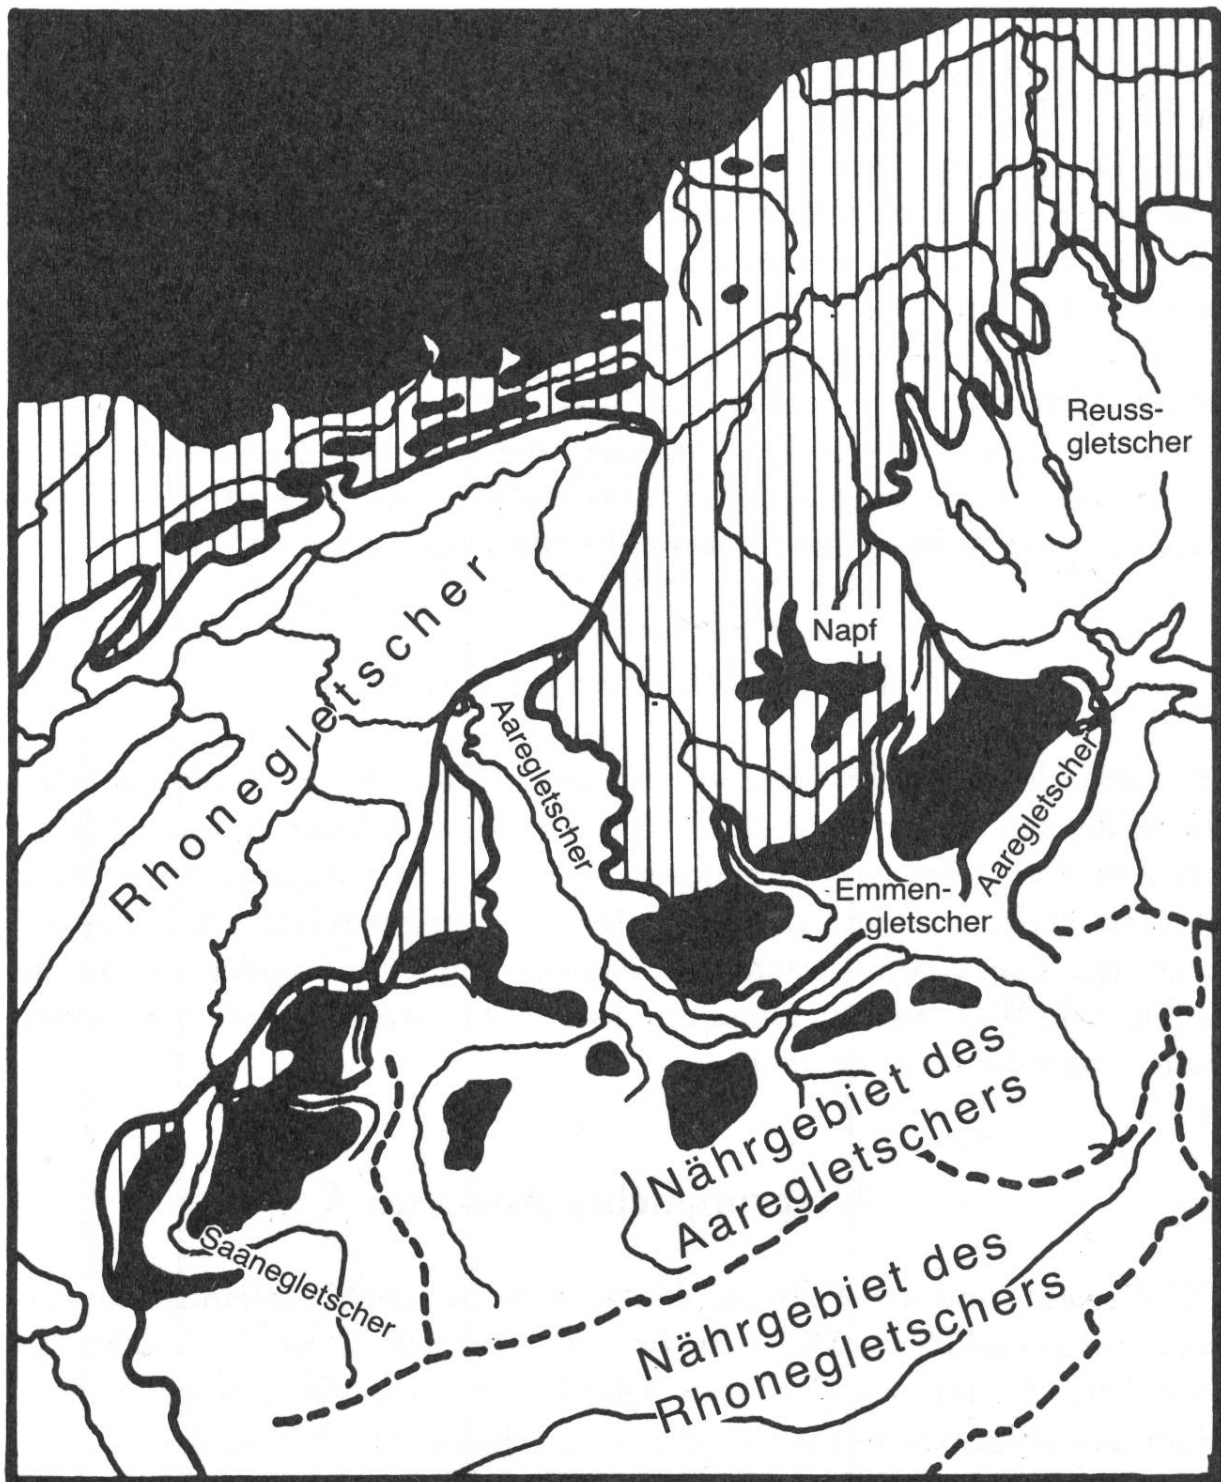 Reuss-
gletscher
Napf
Rhonegletscher
Aaregletscher
Aaregletscher
Emmen-
gletscher
Nährgebiet des
Aaregletschers
Saanegletscher
Nährgebiet des
Rhonegletschers